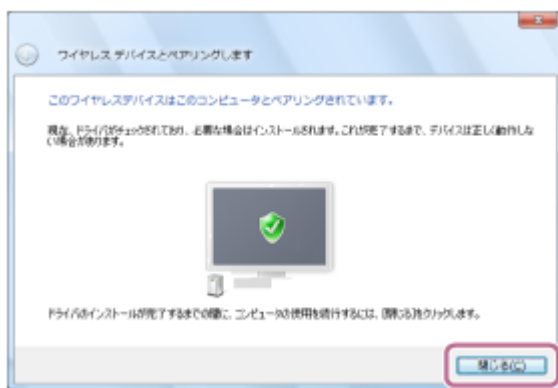 ワイヤレス デバイスとペアリングします
このワイヤレスデバイスはこのコンピュータとペアリングされています。
現在、ドライバがチェックされており、必要な場合はインストールされます。これが完了するまで、デバイスは正しく動作しな
い場合があります。
ドライバのインストールが完了するまでの間に、コンピュータの使用を続行するには、[閉じる]をクリックします。
閉じる(C)